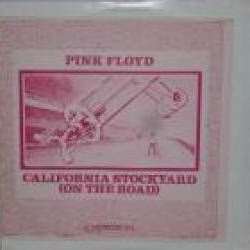 PINK FLOYD
CALIFORNIA STOCKYARD
(ON THE ROAD)